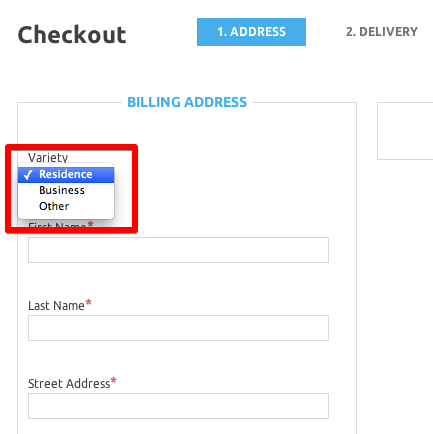 Checkout
1. ADDRESS
2. DELIVERY
BILLING ADDRESS
Variety
✓ Residence
Business
Other
First Name*
Last Name*
Street Address*